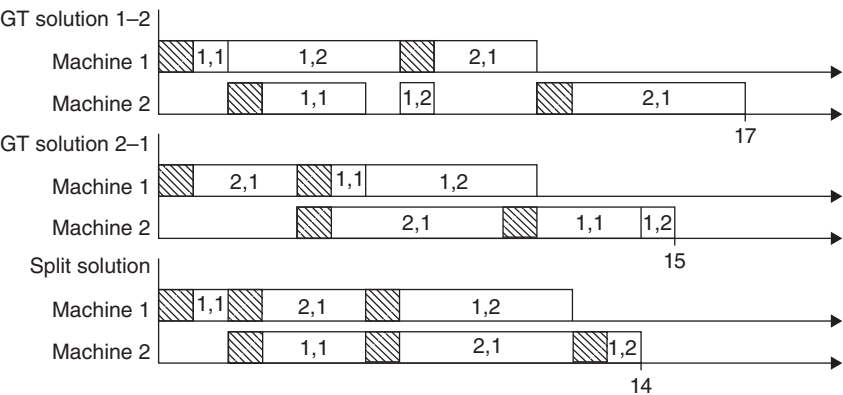 GT solution 1–2
Machine 1 1,1 1,2 2,1
Machine 2 1,1 1,2 2,1
17
GT solution 2–1
Machine 1 2,1 1,1 1,2
Machine 2 2,1 1,1 1,2
15
Split solution
Machine 1 1,1 2,1 1,2
Machine 2 1,1 2,1 1,2
14